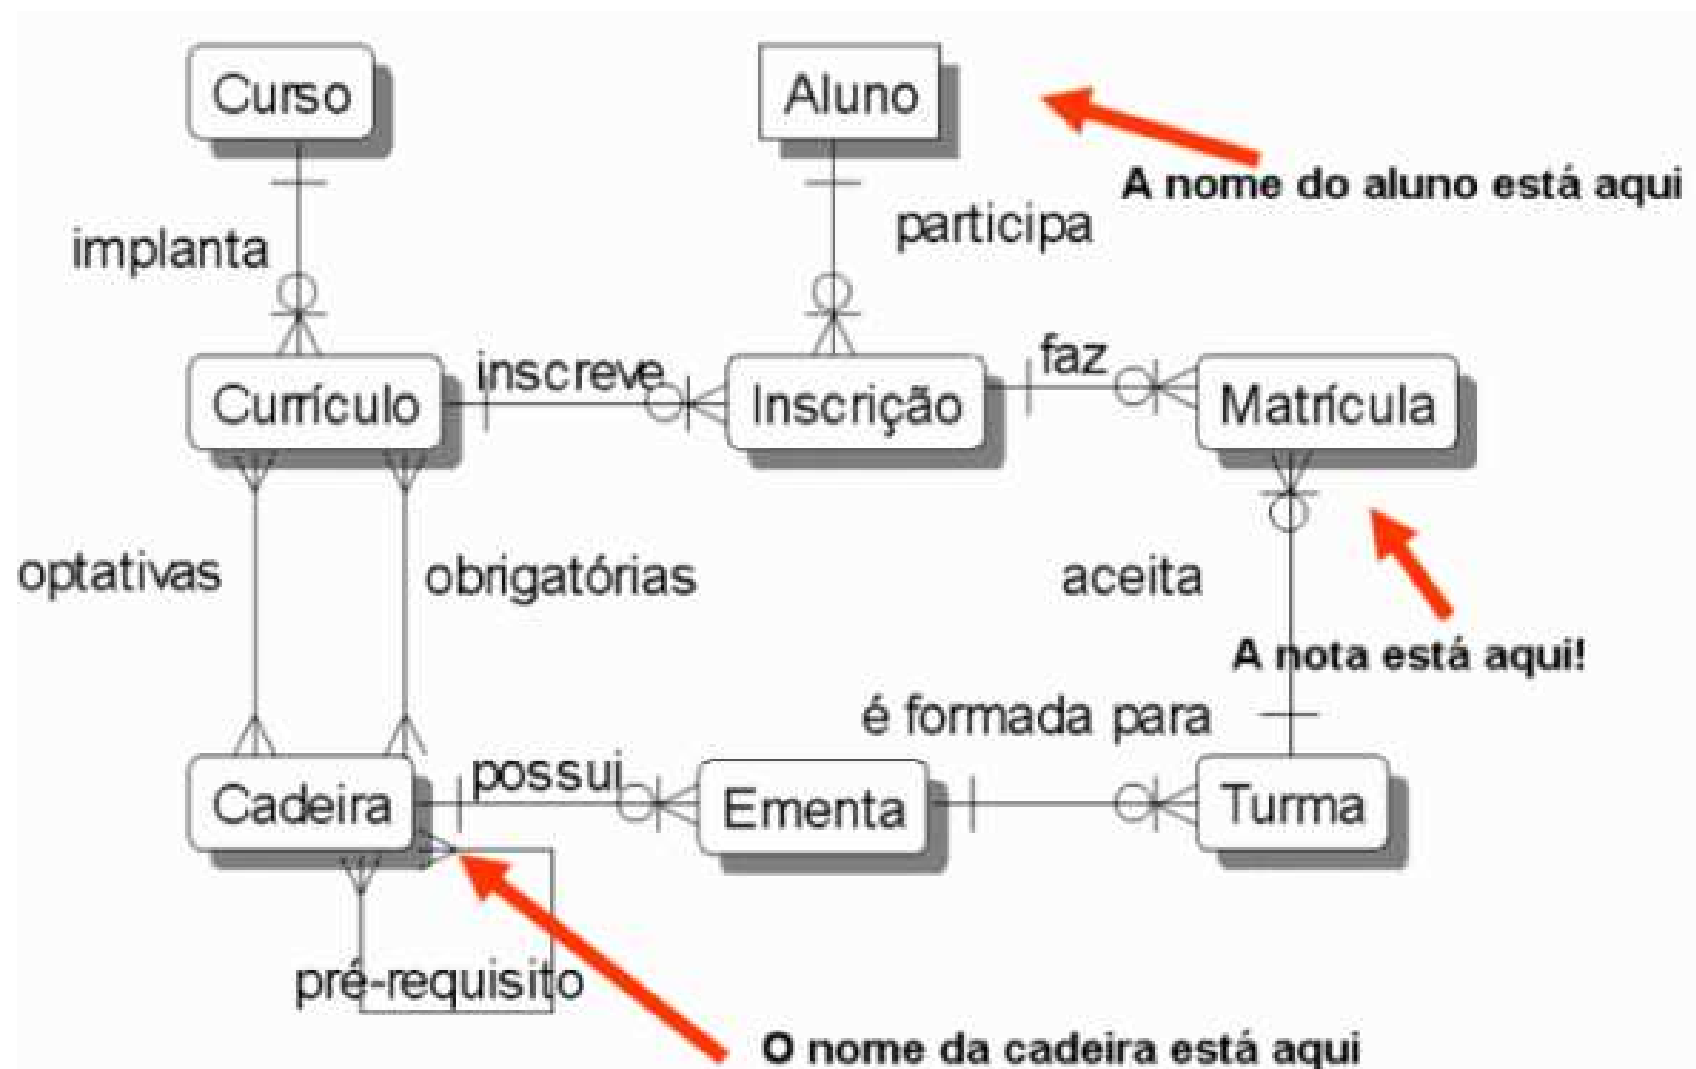 Curso
Aluno
A nome do aluno está aqui
participa
implanta
inscreve
faz
Currículo
Inscrição
Matrícula
optativas
obrigatórias
aceita
A nota está aqui!
é formada para
possui
Cadeira
Ementa
Turma
pré-requisito
O nome da cadeira está aqui